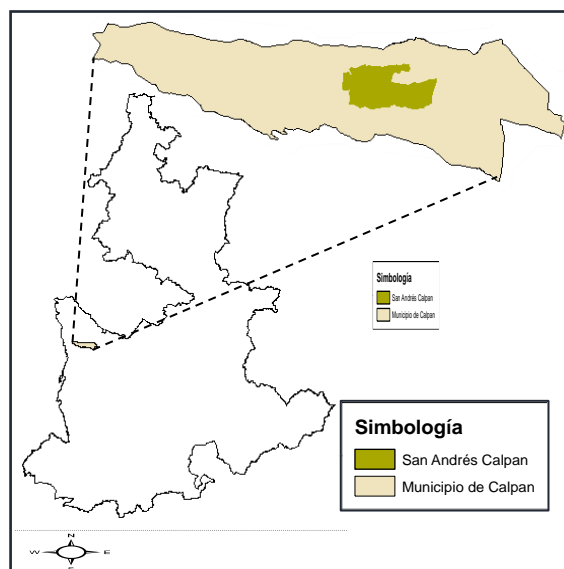 Simbología
San Andrés Calpan
Municipio de Calpan
Simbología
San Andrés Calpan
Municipio de Calpan
N
W E
S